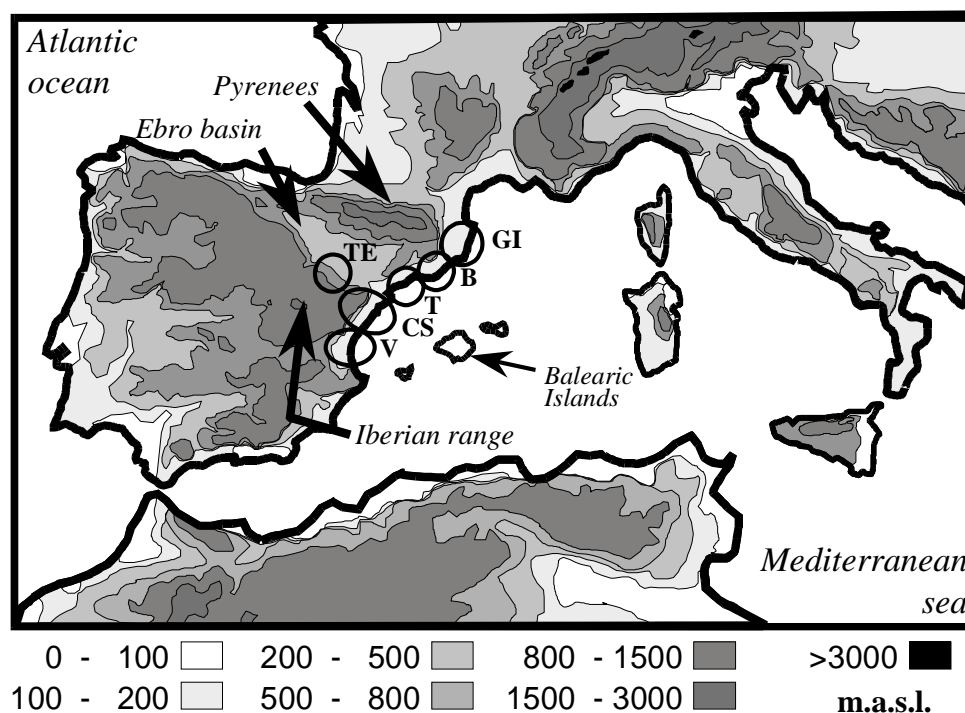 Atlantic
ocean
Pyrenees
Ebro basin
GI
TE
B
T
CS
V
Balearic
Islands
Iberian range
Mediterranean
sea
0 - 100 200 - 500 800 - 1500 >3000
100 - 200 500 - 800 1500 - 3000 m.a.s.l.